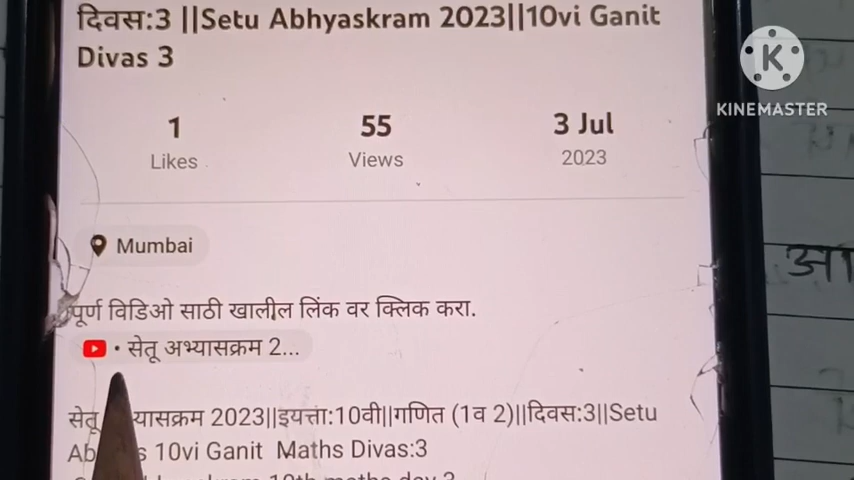 दिवस:3 ||Setu Abhyaskram 2023||10vi Ganit
Divas 3
KINEMASTER
1
Likes
55
Views
3 Jul
2023
Mumbai
पूर्ण विडिओ साठी खालील लिंक वर क्लिक करा.
• सेतू अभ्यासक्रम 2...
सेतू यासक्रम 2023||इयत्ता:10वी||गणित (1व 2)||दिवस:3||Setu
10vi Ganit Maths Divas:3